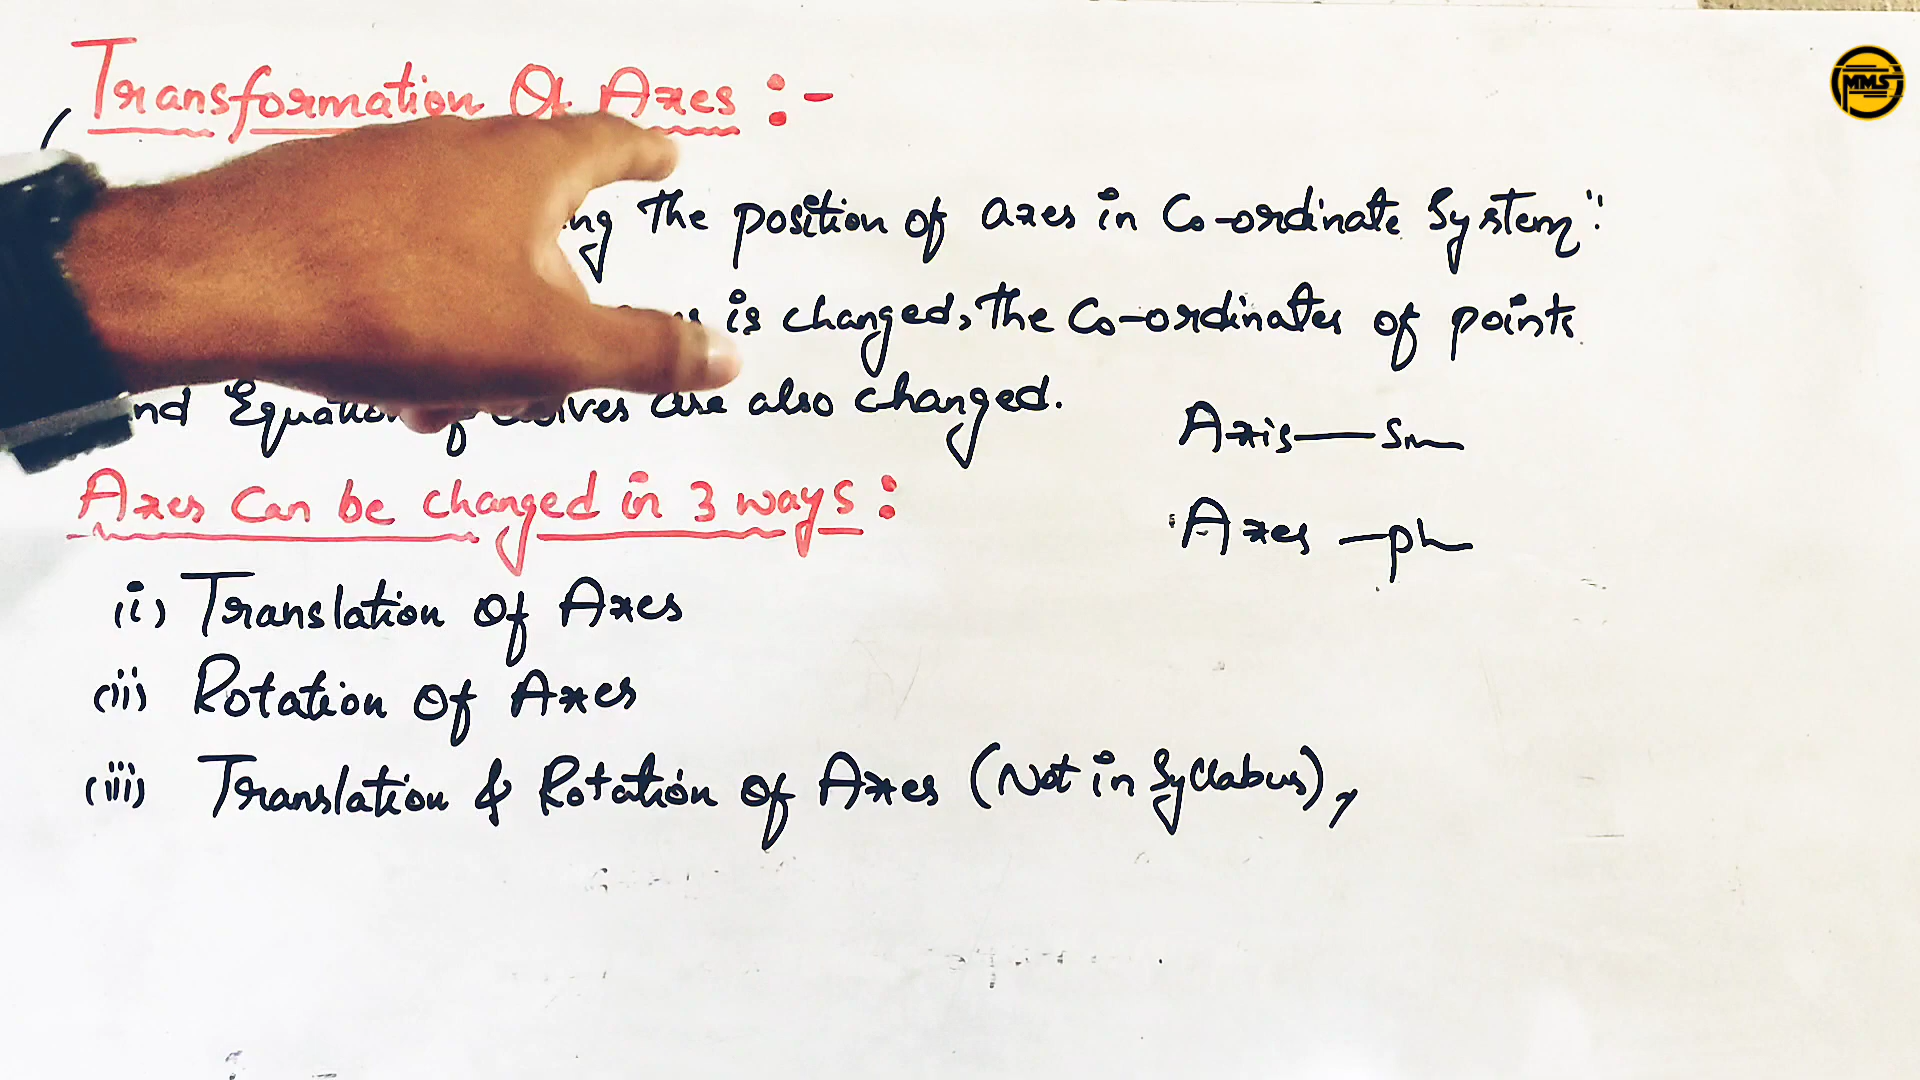 Transformation Of Axes :-
MMS
the position of axes in Co-ordinate System".
is changed, the Co-ordinates of points
are also changed.
Axis — Sn
Axes — pl
Axes Can be changed in 3 ways :
(i) Translation Of Axes
(ii) Rotation Of Axes
(iii) Translation & Rotation of Axes (Not in Syllabus),